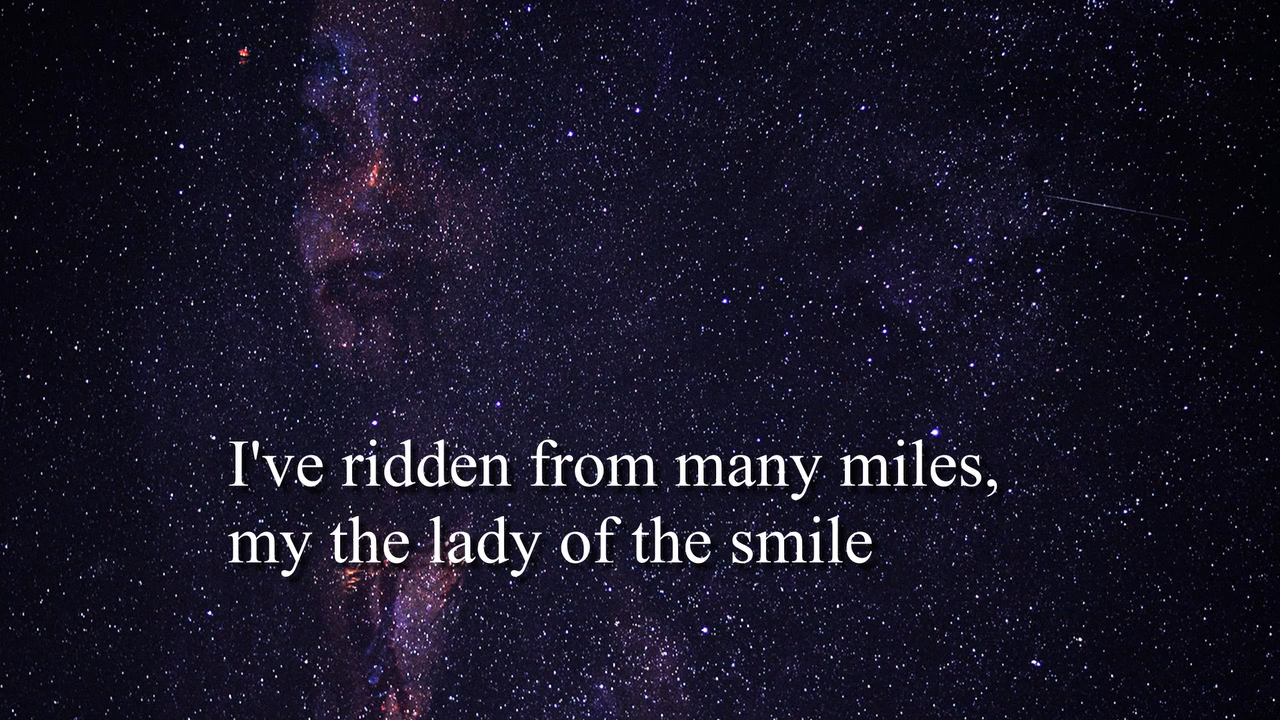 I've ridden from many miles,
my the lady of the smile